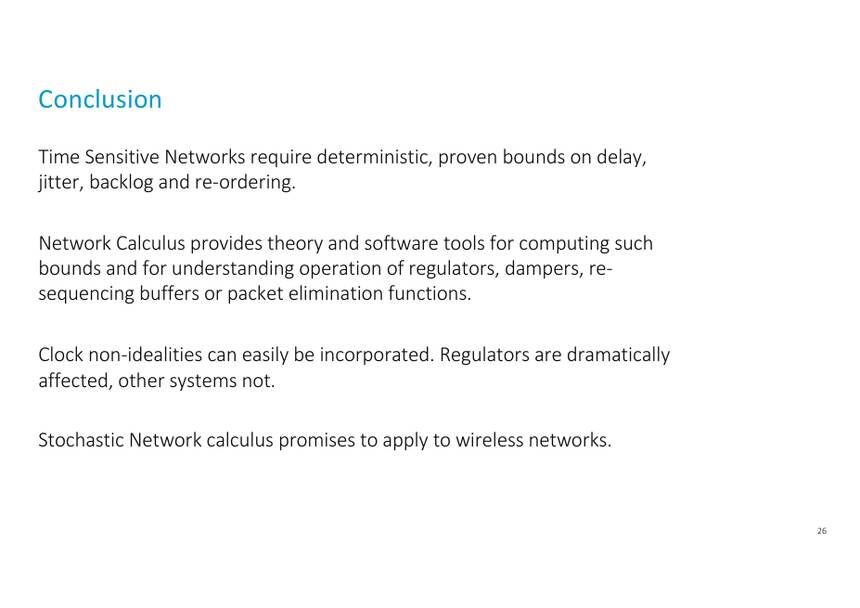 Conclusion
Time Sensitive Networks require deterministic, proven bounds on delay,
jitter, backlog and re-ordering.
Network Calculus provides theory and software tools for computing such
bounds and for understanding operation of regulators, dampers, re-
sequencing buffers or packet elimination functions.
Clock non-idealities can easily be incorporated. Regulators are dramatically
affected, other systems not.
Stochastic Network calculus promises to apply to wireless networks.
26